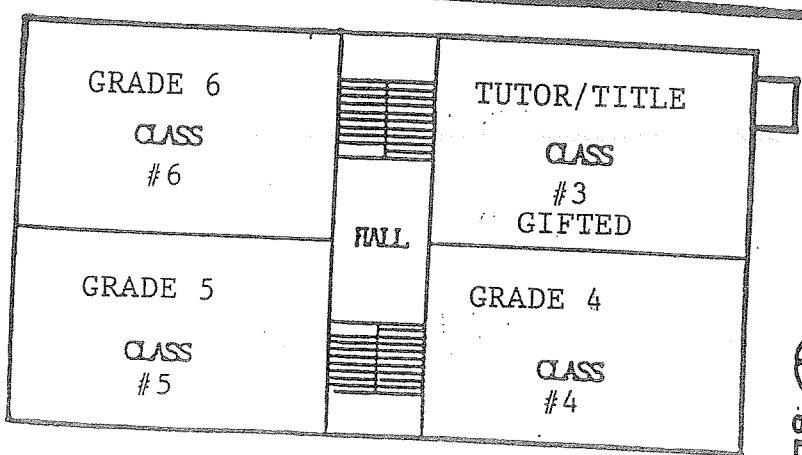 GRADE 6
CLASS
#6
TUTOR/TITLE
CLASS
#3
GIFTED
HALL
GRADE 5
CLASS
#5
GRADE 4
CLASS
#4